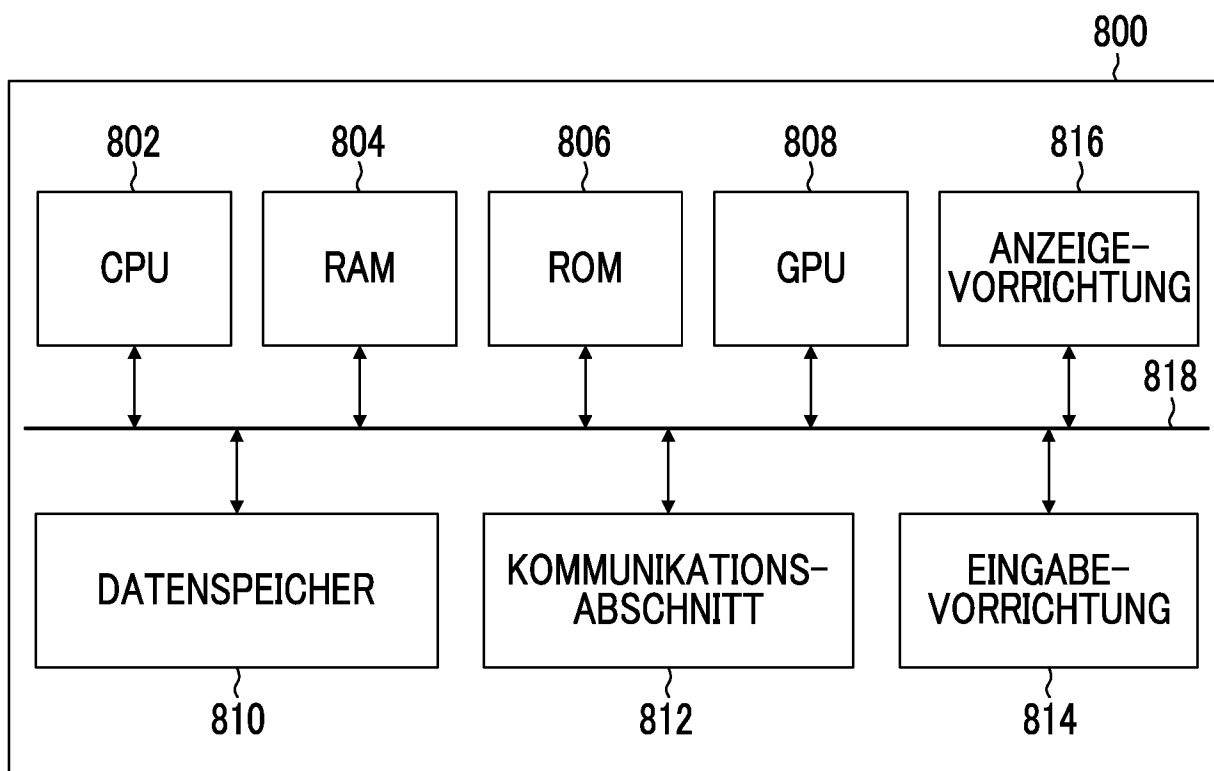 800
802
804
806
808
816
CPU
RAM
ROM
GPU
ANZEIGE-
VORRICHTUNG
818
DATENSPEICHER
KOMMUNIKATIONS-
ABSCHNITT
EINGABE-
VORRICHTUNG
810
812
814